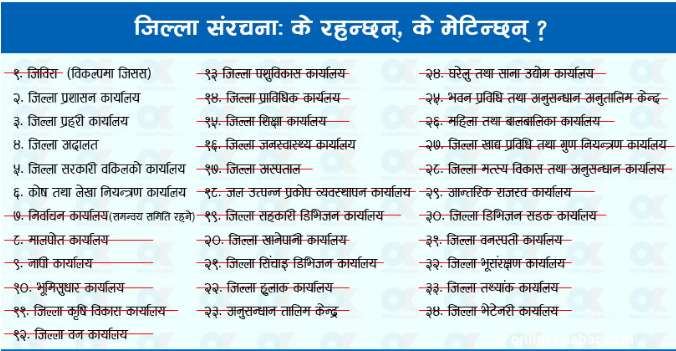 जिल्ला संरचनाः के रहन्छन्, के मेटिन्छन् ?
१. जिविस (विकल्पमा जिसस)
२. जिल्ला प्रशासन कार्यालय
३. जिल्ला प्रहरी कार्यालय
४. जिल्ला अदालत
५. जिल्ला सरकारी वकिलको कार्यालय
६. कोष तथा लेखा नियन्त्रण कार्यालय
७. निर्वाचन कार्यालय(समन्वय समिति रहने)
८. मालपोत कार्यालय
९. नापी कार्यालय
१०. भूमिसुधार कार्यालय
११. जिल्ला कृषि विकास कार्यालय
१२. जिल्ला वन कार्यालय
१३ जिल्ला पशुविकास कार्यालय
१४. जिल्ला प्राविधिक कार्यलय
१५. जिल्ला शिक्षा कार्यालय
१६. जिल्ला जनस्वास्थ्य कार्यालय
१७. जिल्ला अस्पताल
१८. जल उत्पन्न प्रकोप व्यवस्थापन कार्यालय
१९. जिल्ला सहकारी डिभिजन कार्यालय
२०. जिल्ला खानेपानी कार्यालय
२१. जिल्ला सिंचाइ डिभिजन कार्यालय
२२. जिल्ला हुलाक कार्यालय
२३. अनुसन्धान तालिम केन्द्र
२४. घरेलु तथा साना उद्योग कार्यालय
२५. भवन प्रविधि तथा अनुसन्धान अनुतालिम केन्द्र
२६. महिला तथा बालबालिका कार्यालय
२७. जिल्ला खाद्य प्रविधि तथा गुण नियन्त्रण कार्यालय
२८. जिल्ला मत्स्य विकास तथा अनुसन्धान कार्यालय
२९. आन्तरिक राजस्व कार्यालय
३०. जिल्ला डिभिजन सडक कार्यालय
३१. जिल्ला वनस्पती कार्यालय
३२. जिल्ला भूसंरक्षण कार्यालय
३३. जिल्ला तथ्यांक कार्यालय
३४. जिल्ला भेटेनरी कार्यालय